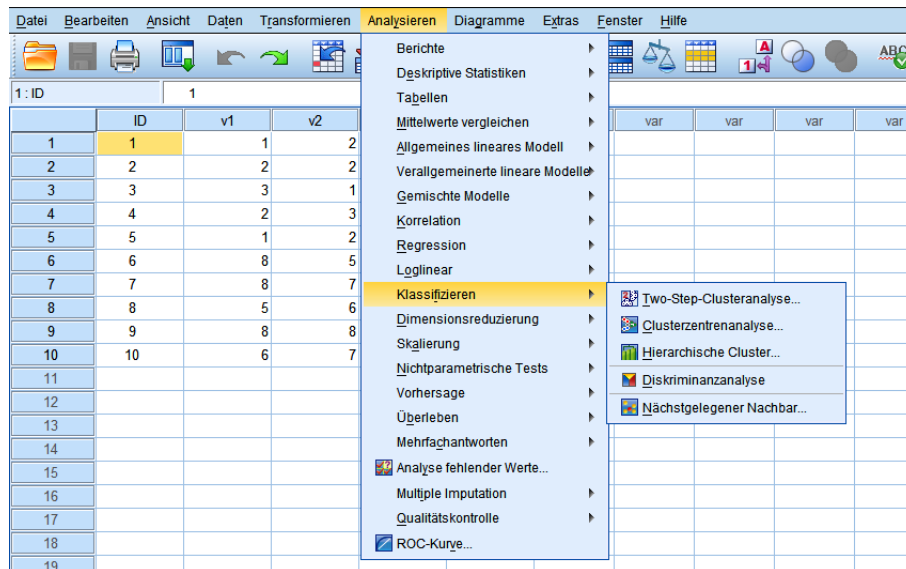 Datei Bearbeiten Ansicht Daten Transformieren Analysieren Diagramme Extras Fenster Hilfe
A
1
ABC
1 : ID 1
ID v1 v2 var var var var
1 1 1 2
2 2 2 2
3 3 3 1
4 4 2 3
5 5 1 2
6 6 8 5
7 7 8 7
8 8 5 6
9 9 8 8
10 10 6 7
11
12
13
14
15
16
17
18
19
Berichte
Deskriptive Statistiken
Tabellen
Mittelwerte vergleichen
Allgemeines lineares Modell
Verallgemeinerte lineare Modelle
Gemischte Modelle
Korrelation
Regression
Loglinear
Klassifizieren
Dimensionsreduzierung
Skalierung
Nichtparametrische Tests
Vorhersage
Überleben
Mehrfachantworten
Analyse fehlender Werte...
Multiple Imputation
Qualitätskontrolle
ROC-Kurve...
Two-Step-Clusteranalyse...
Clusterzentrenanalyse...
Hierarchische Cluster...
Diskriminanzanalyse
Nächstgelegener Nachbar...